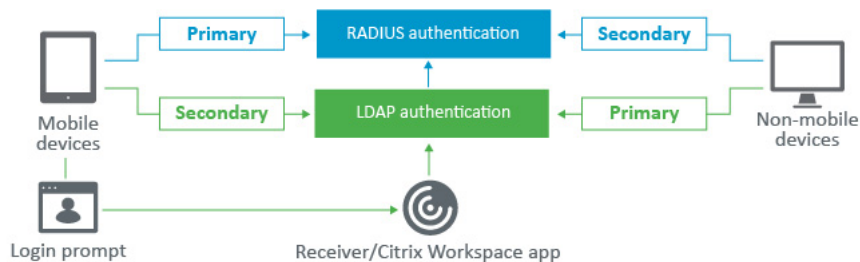 Primary
RADIUS authentication
Secondary
Secondary
LDAP authentication
Primary
Mobile
devices
Non-mobile
devices
Login prompt
Receiver/Citrix Workspace app